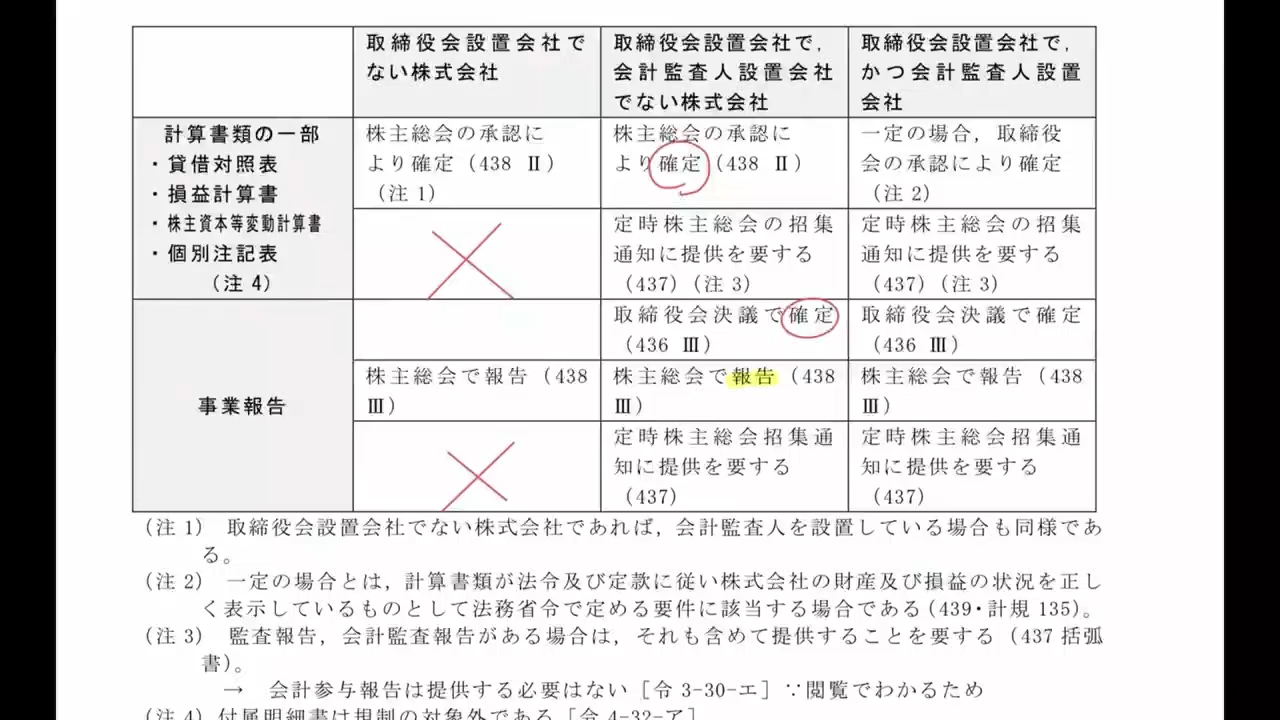 取締役会設置会社で
ない株式会社
取締役会設置会社で，
会計監査人設置会社
でない株式会社
取締役会設置会社で，
かつ会計監査人設置
会社
計算書類の一部
・貸借対照表
・損益計算書
・株主資本等変動計算書
・個別注記表
（注 4）
株主総会の承認に
より確定（438 Ⅱ）
（注 1）
株主総会の承認に
より確定（438 Ⅱ）
一定の場合，取締役
会の承認により確定
（注 2）
定時株主総会の招集
通知に提供を要する
（437）（注 3）
定時株主総会の招集
通知に提供を要する
（437）（注 3）
事業報告
取締役会決議で確定
（436 Ⅲ）
取締役会決議で確定
（436 Ⅲ）
株主総会で報告（438
Ⅲ）
株主総会で報告（438
Ⅲ）
株主総会で報告（438
Ⅲ）
定時株主総会招集通
知に提供を要する
（437）
定時株主総会招集通
知に提供を要する
（437）
（注 1） 取締役会設置会社でない株式会社であれば，会計監査人を設置している場合も同様であ
る。
（注 2） 一定の場合とは，計算書類が法令及び定款に従い株式会社の財産及び損益の状況を正し
く表示しているものとして法務省令で定める要件に該当する場合である（439・計規 135）。
（注 3） 監査報告，会計監査報告がある場合は，それも含めて提供することを要する（437 括弧
書）。
→ 会計参与報告は提供する必要はない［令 3-30-エ］∵閲覧でわかるため
（注 4）付属明細書は規制の対象外である［令 4-32-ア］